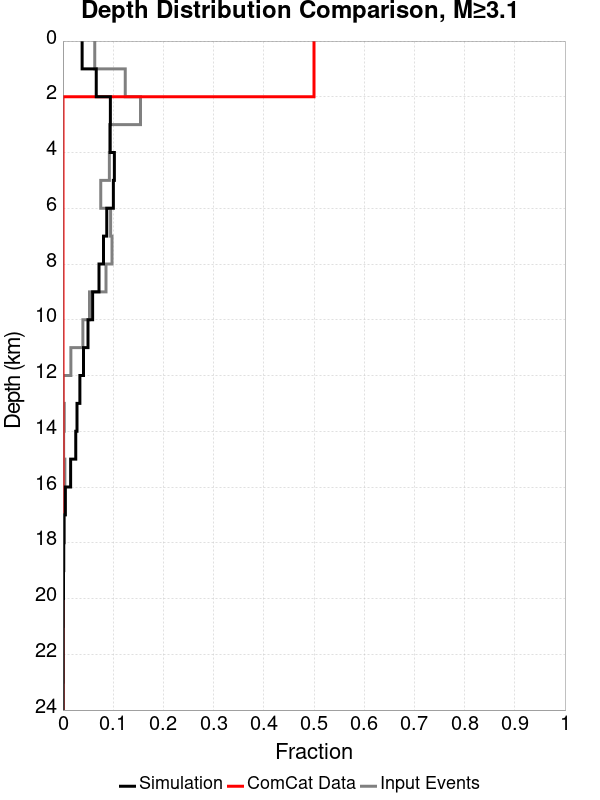 Depth Distribution Comparison, M≥3.1
0
2
4
6
8
10
12
14
16
18
20
22
24
Depth (km)
0 0.1 0.2 0.3 0.4 0.5 0.6 0.7 0.8 0.9 1
Fraction
Simulation ComCat Data Input Events